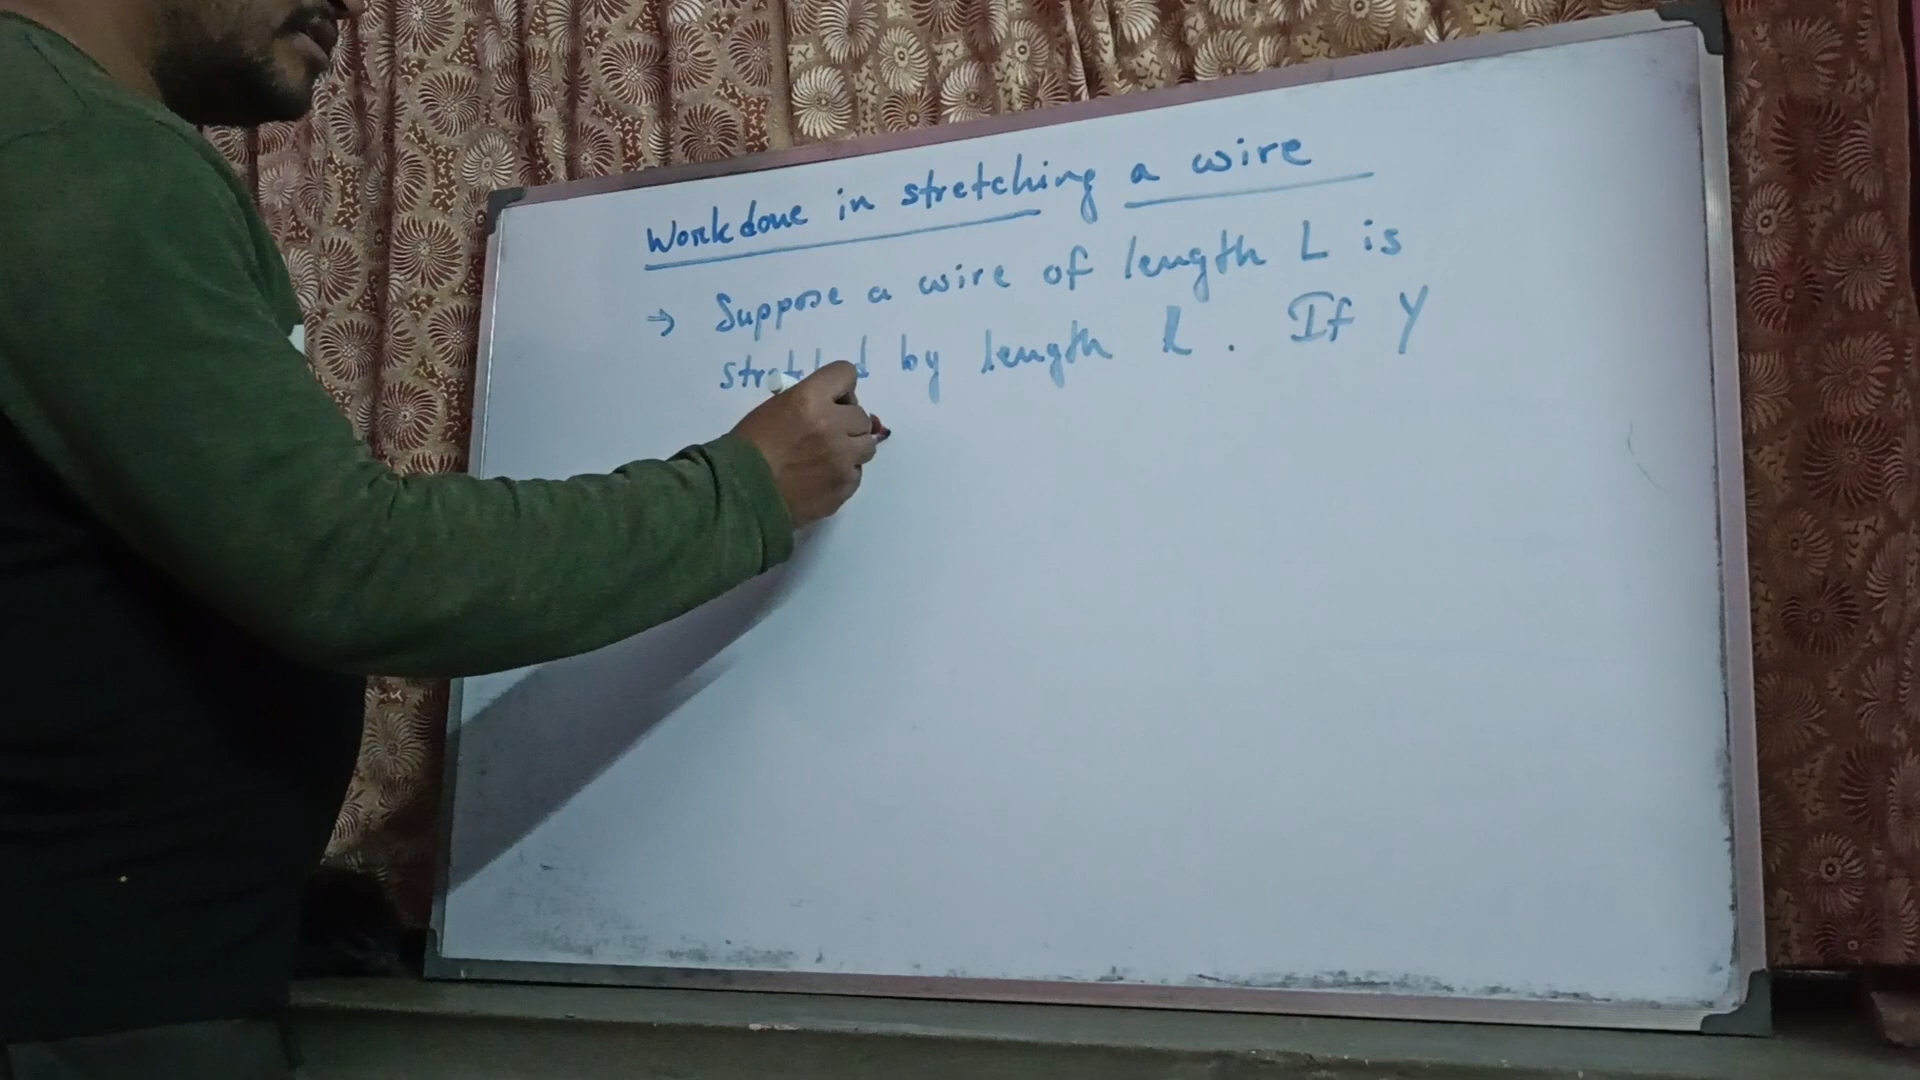 Workdone in stretching a wire
→ Suppose a wire of length L is
by length l. If Y